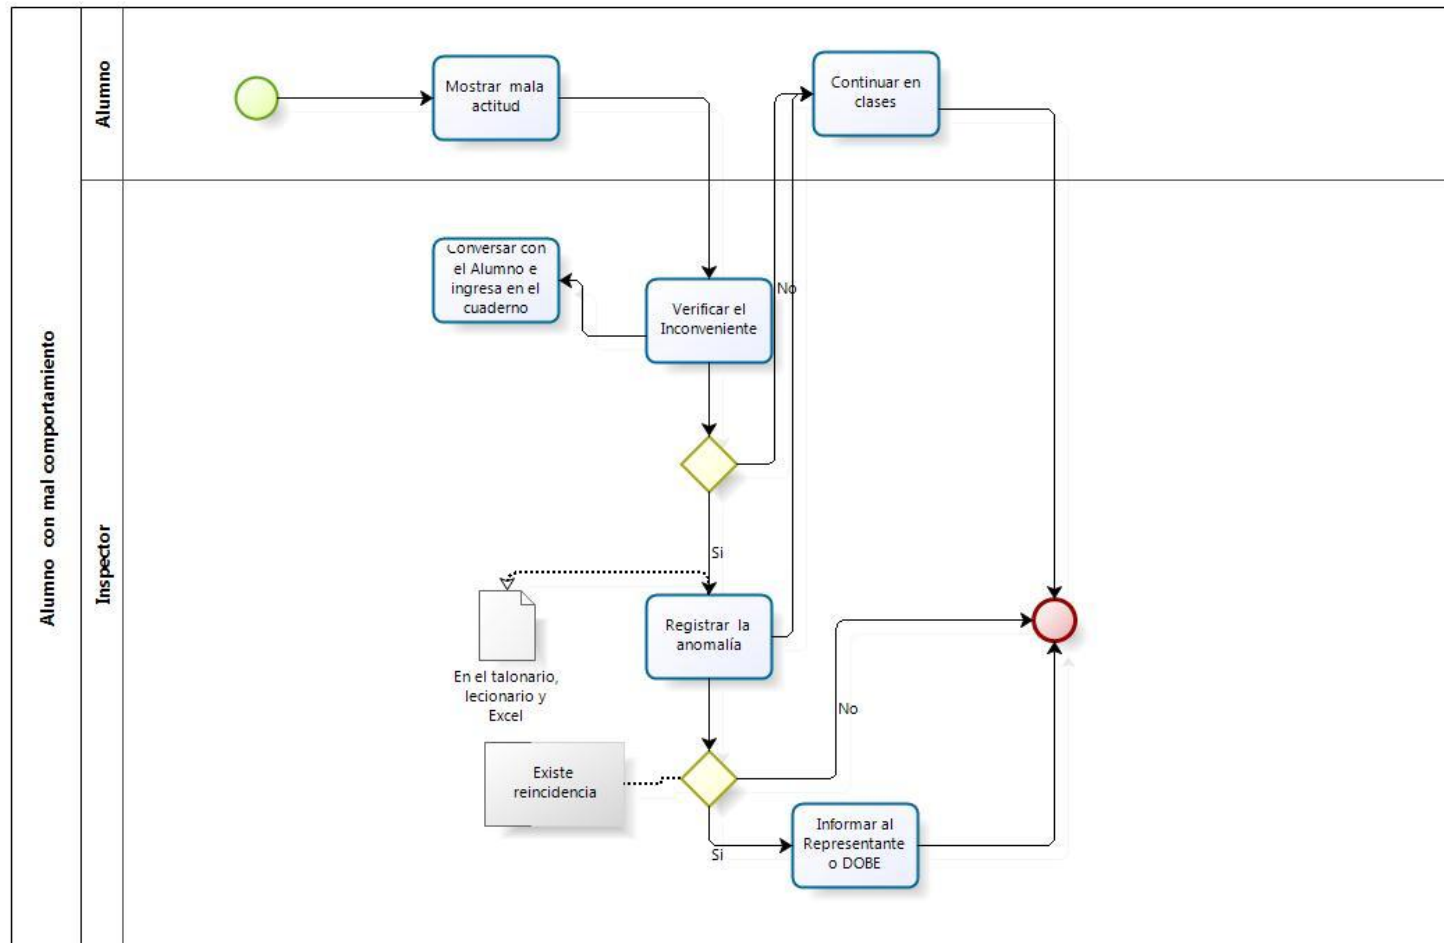 Alumno con mal comportamiento
Alumno
Mostrar mala
actitud
Continuar en
clases
Inspector
Conversar con
el Alumno e
ingresa en el
cuaderno
Verificar el
Inconveniente
No
Si
En el talonario,
lecionario y
Excel
Registrar la
anomalía
No
Existe
reincidencia
Si
Informar al
Representante
o DOBE